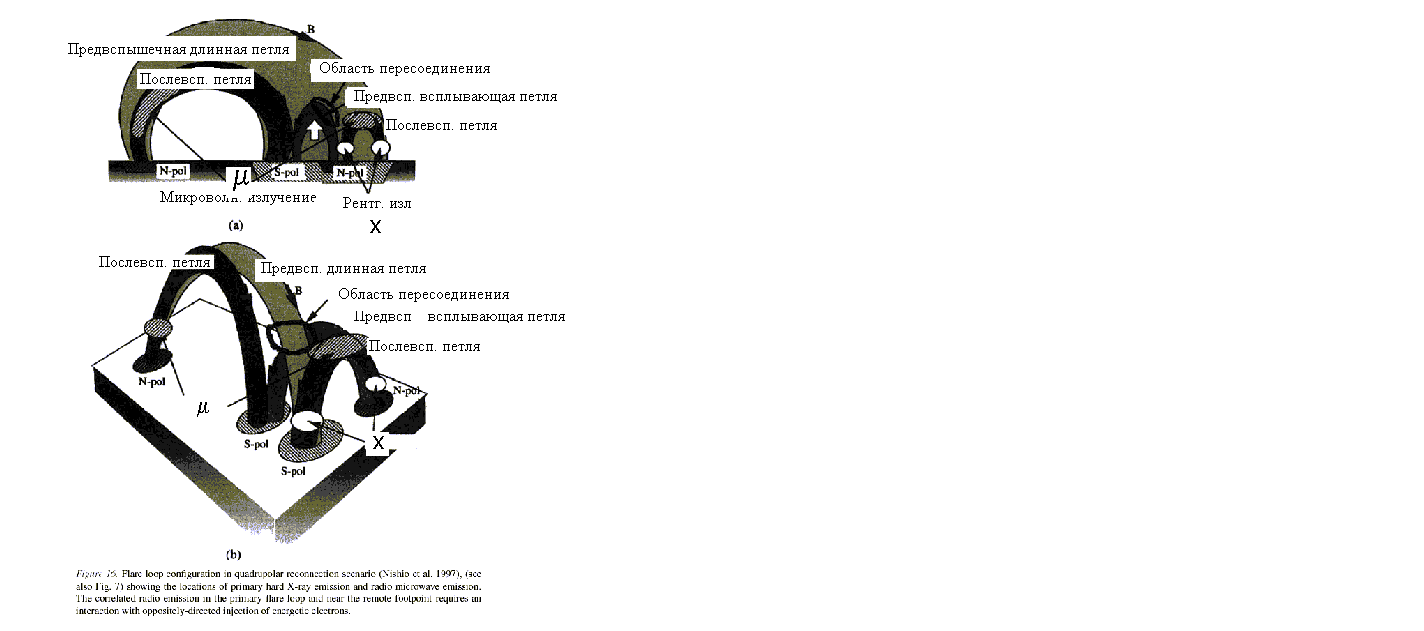 B
Предвспышечная длинная петля
Область пересоединения
Послевсп. петля
Предвсп. всплывающая петля
Послевсп. петля
N-pol
S-pol
N-pol
μ
Микроволн. излучение
Рентг. изл
(a)
X
Послевсп. петля
Предвсп. длинная петля
B
Область пересоединения
Предвсп всплывающая петля
Послевсп. петля
N-pol
N-pol
μ
S-pol
X
S-pol
(b)
Figure 16. Flare loop configuration in quadrupolar reconnection scenario (Nishio et al. 1997), (see
also Fig. 7) showing the locations of primary hard X-ray emission and radio microwave emission.
The correlated radio emission in the primary flare loop and near the remote footpoint requires an
interaction with oppositely-directed injection of energetic electrons.